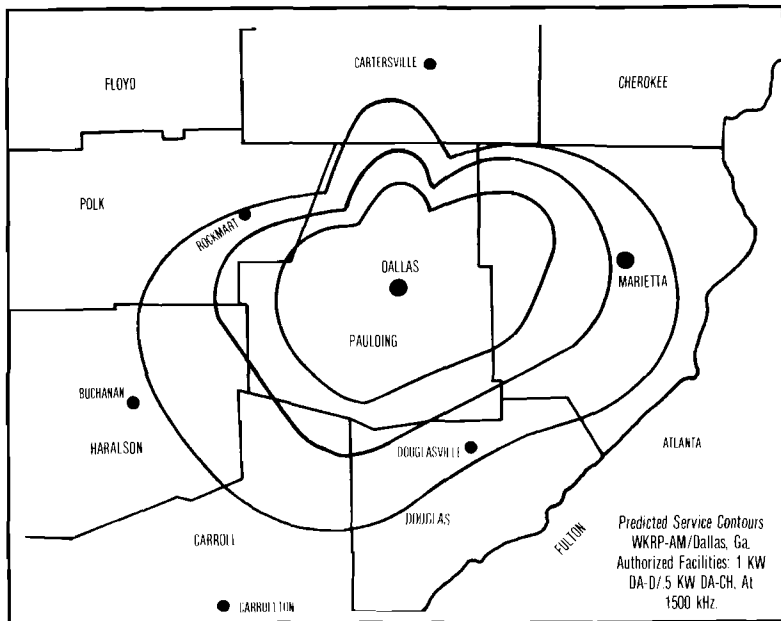 FLOYD
CARTERSVILLE
CHEROKEE
POLK
ROCKMART
DALLAS
MARIETTA
PAULDING
BUCHANAN
HARALSON
DOUGLASVILLE
ATLANTA
DOUGLAS
FULTON
CARROLL
CARROLLTON
Predicted Service Contours
WKRP-AM/Dallas, Ga.
Authorized Facilities: 1 KW
DA-D/.5 KW DA-CH. At
1500 kHz.